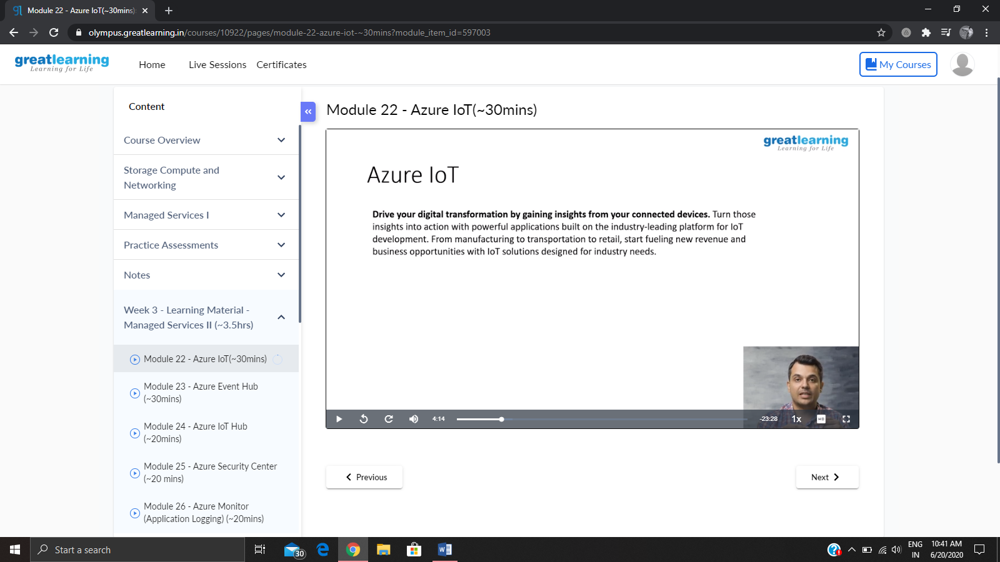 Module 22 - Azure IoT(~30mins)
olympus.greatlearning.in/courses/10922/pages/module-22-azure-iot-~30mins?module_item_id=597003
greatlearning
Learning for Life
Home
Live Sessions
Certificates
My Courses
Content
Course Overview
Storage Compute and
Networking
Managed Services I
Practice Assessments
Notes
Week 3 - Learning Material -
Managed Services II (~3.5hrs)
Module 22 - Azure IoT(~30mins)
Module 23 - Azure Event Hub
(~30mins)
Module 24 - Azure IoT Hub
(~20mins)
Module 25 - Azure Security Center
(~20 mins)
Module 26 - Azure Monitor
(Application Logging) (~20mins)
Module 22 - Azure IoT(~30mins)
greatlearning
Learning for Life
Azure IoT
Drive your digital transformation by gaining insights from your connected devices. Turn those
insights into action with powerful applications built on the industry-leading platform for IoT
development. From manufacturing to transportation to retail, start fueling new revenue and
business opportunities with IoT solutions designed for industry needs.
4:14
-23:28
1x
HD
Previous
Next
Start a search
30
ENG
IN
10:41 AM
6/20/2020